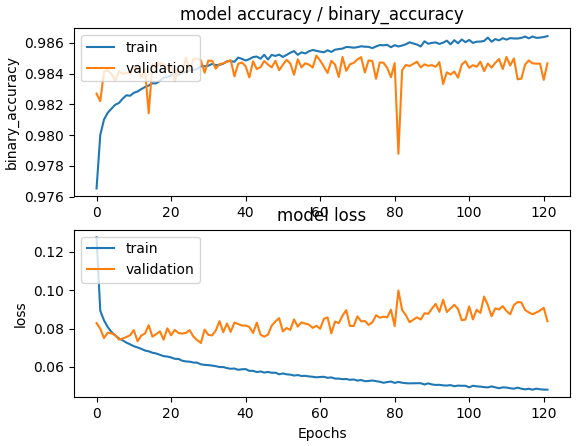 model accuracy / binary_accuracy
binary_accuracy
0.986
0.984
0.982
0.980
0.978
0.976
train
validation
0
20
40
60
80
100
120
model loss
loss
0.12
0.10
0.08
0.06
train
validation
0
20
40
60
80
100
120
Epochs